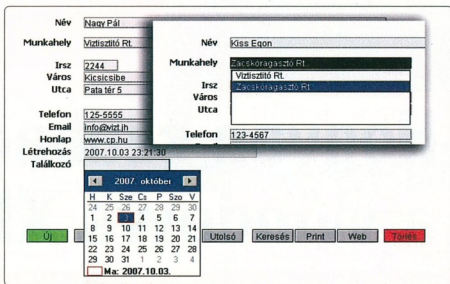 Név Nagy Pál
Munkahely Víztisztító Rt.
Irsz 2244
Város Kicsicsibe
Utca Pata tér 5
Telefon 125-5555
Email info@vizt.jh
Honlap www.cp.hu
Létrehozás 2007.10.03 23:21:30
Találkozó
Név Kiss Egon
Munkahely Zacskóragasztó Rt.
Víztisztító Rt.
Zacskóragasztó Rt.
Irsz
Város
Utca
Telefon 123-4567
2007. október
H K Sze Cs P Szo V
24 25 26 27 28 29 30
1 2 3 4 5 6 7
8 9 10 11 12 13 14
15 16 17 18 19 20 21
22 23 24 25 26 27 28
29 30 31 1 2 3 4
Ma: 2007.10.03.
Új Utolsó Keresés Print Web Törlés